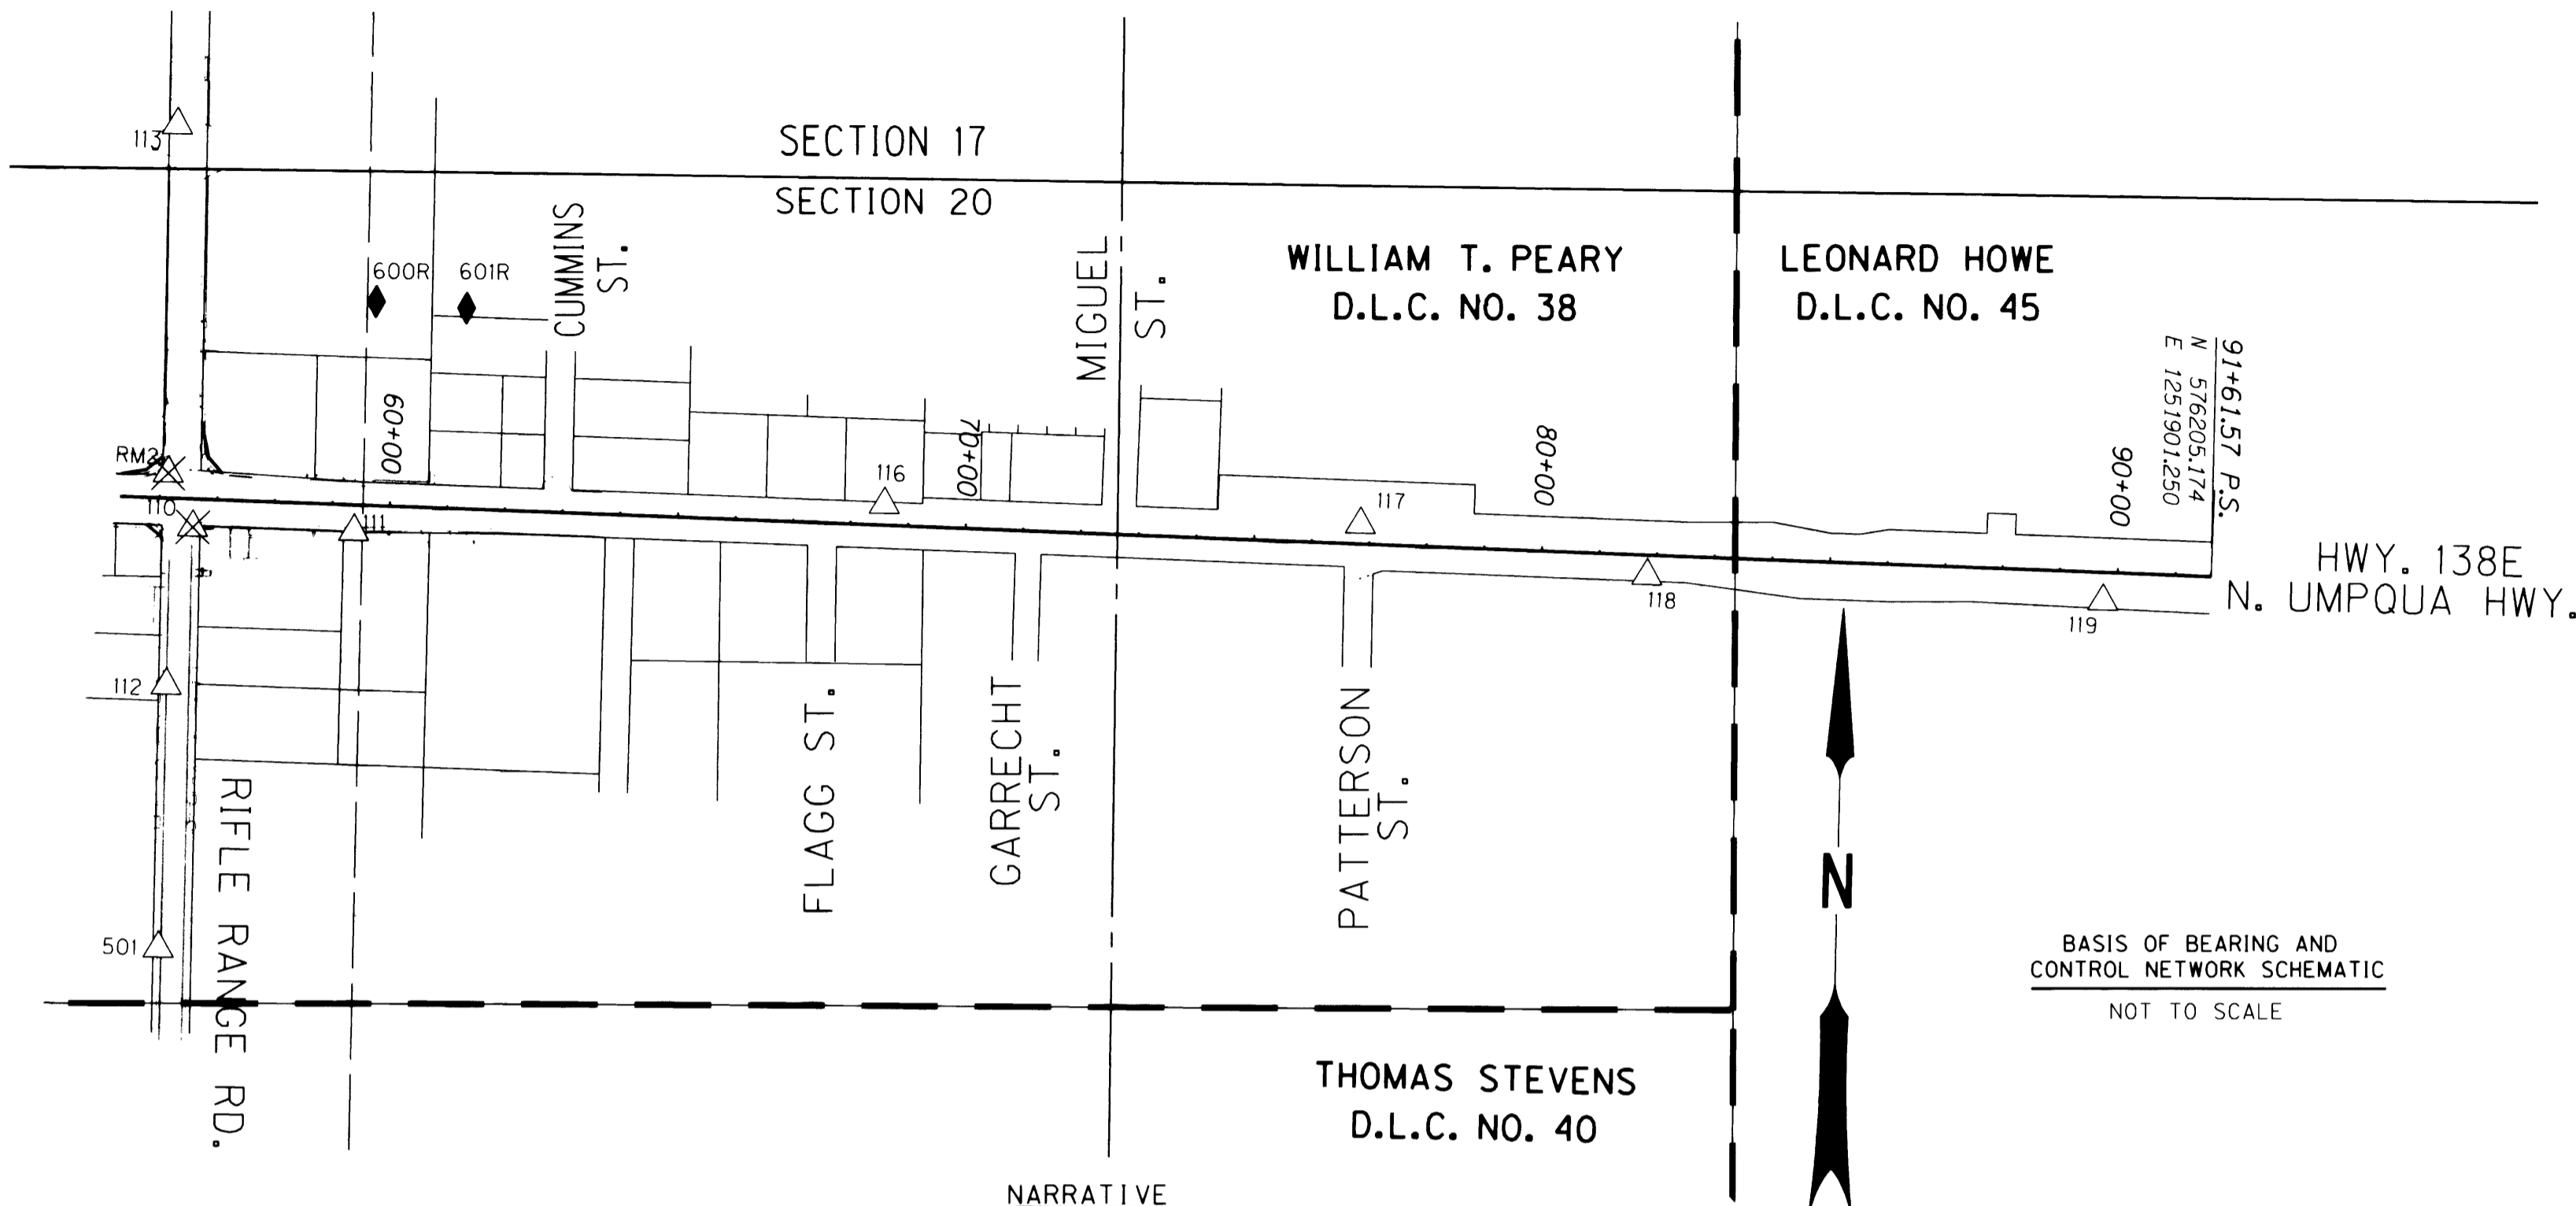 113
SECTION 17
SECTION 20
600R
601R
CUMMINS
ST.
MIGUEL
ST.
WILLIAM T. PEARY
D.L.C. NO. 38
LEONARD HOWE
D.L.C. NO. 45
91+61.57 P.S.
N 576205.174
E 1251901.250
60+00
70+00
80+00
90+00
RM2
110
111
116
117
118
119
HWY. 138E
N. UMPQUA HWY.
112
501
RIFLE RANGE RD.
FLAGG ST.
GARRECHT
ST.
PATTERSON
ST.
N
BASIS OF BEARING AND
CONTROL NETWORK SCHEMATIC
NOT TO SCALE
THOMAS STEVENS
D.L.C. NO. 40
NARRATIVE